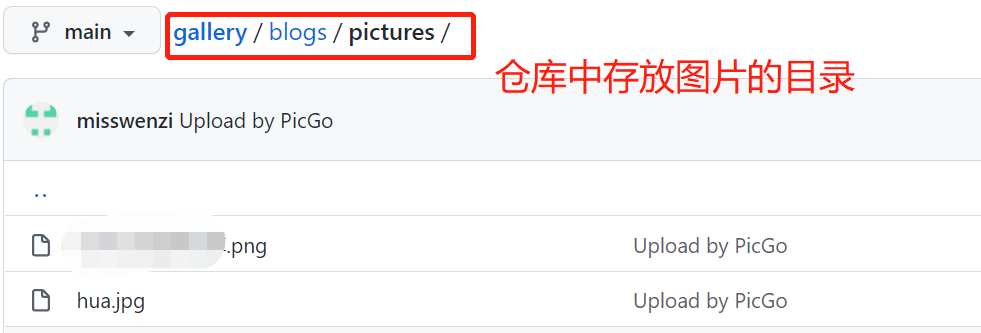 main gallery / blogs / pictures /
仓库中存放图片的目录
misswenzi Upload by PicGo
..
.png Upload by PicGo
hua.jpg Upload by PicGo